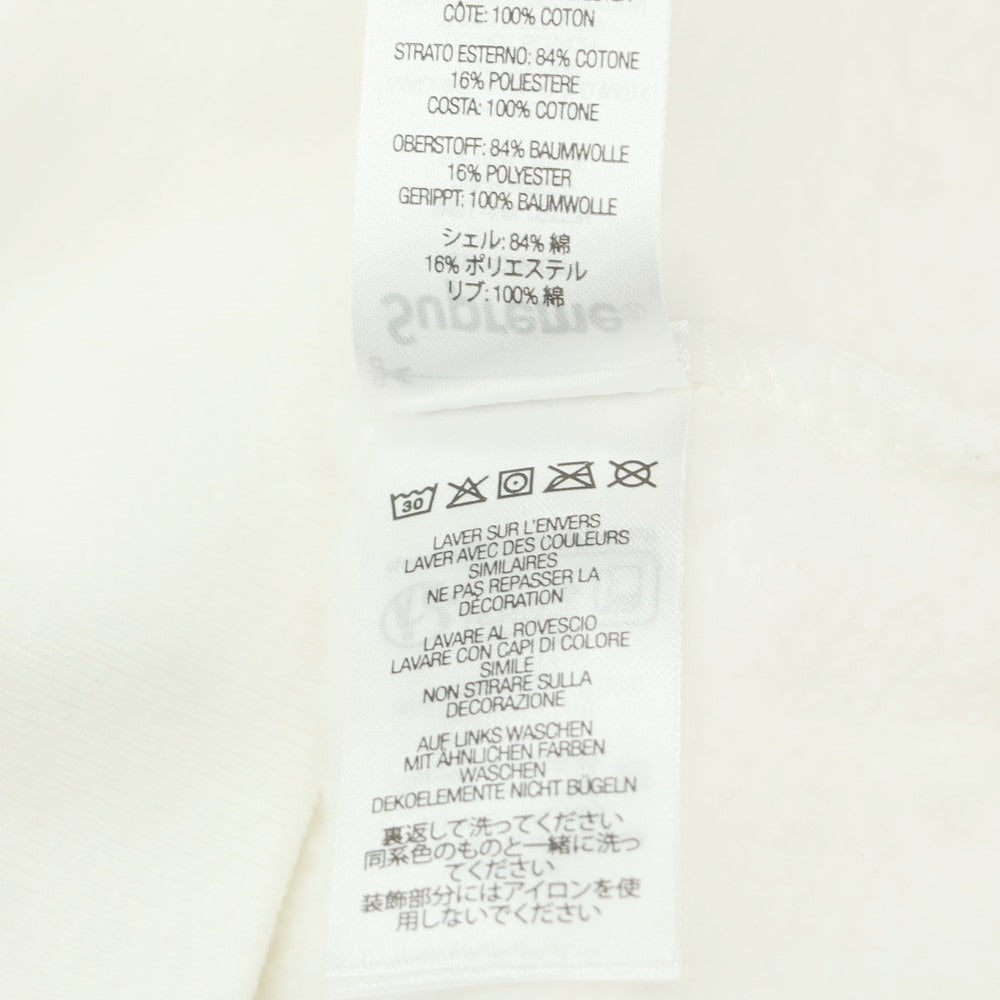 CÔTE: 100% COTON
STRATO ESTERNO: 84% COTONE
16% POLIESTERE
COSTA: 100% COTONE
OBERSTOFF: 84% BAUMWOLLE
16% POLYESTER
GERIPPT: 100% BAUMWOLLE
シェル: 84% 綿
16% ポリエステル
リブ: 100% 綿
Supreme®
30
LAVER SUR L'ENVERS
LAVER AVEC DES COULEURS
SIMILAIRES
NE PAS REPASSER LA
DÉCORATION
LAVARE AL ROVESCIO
LAVARE CON CAPI DI COLORE
SIMILE
NON STIRARE SULLA
DECORAZIONE
AUF LINKS WASCHEN
MIT ÄHNLICHEN FARBEN
WASCHEN
DEKOELEMENTE NICHT BÜGELN
裏返して洗ってください
同系色のものと一緒に洗っ
てください
装飾部分にはアイロンを使
用しないでください